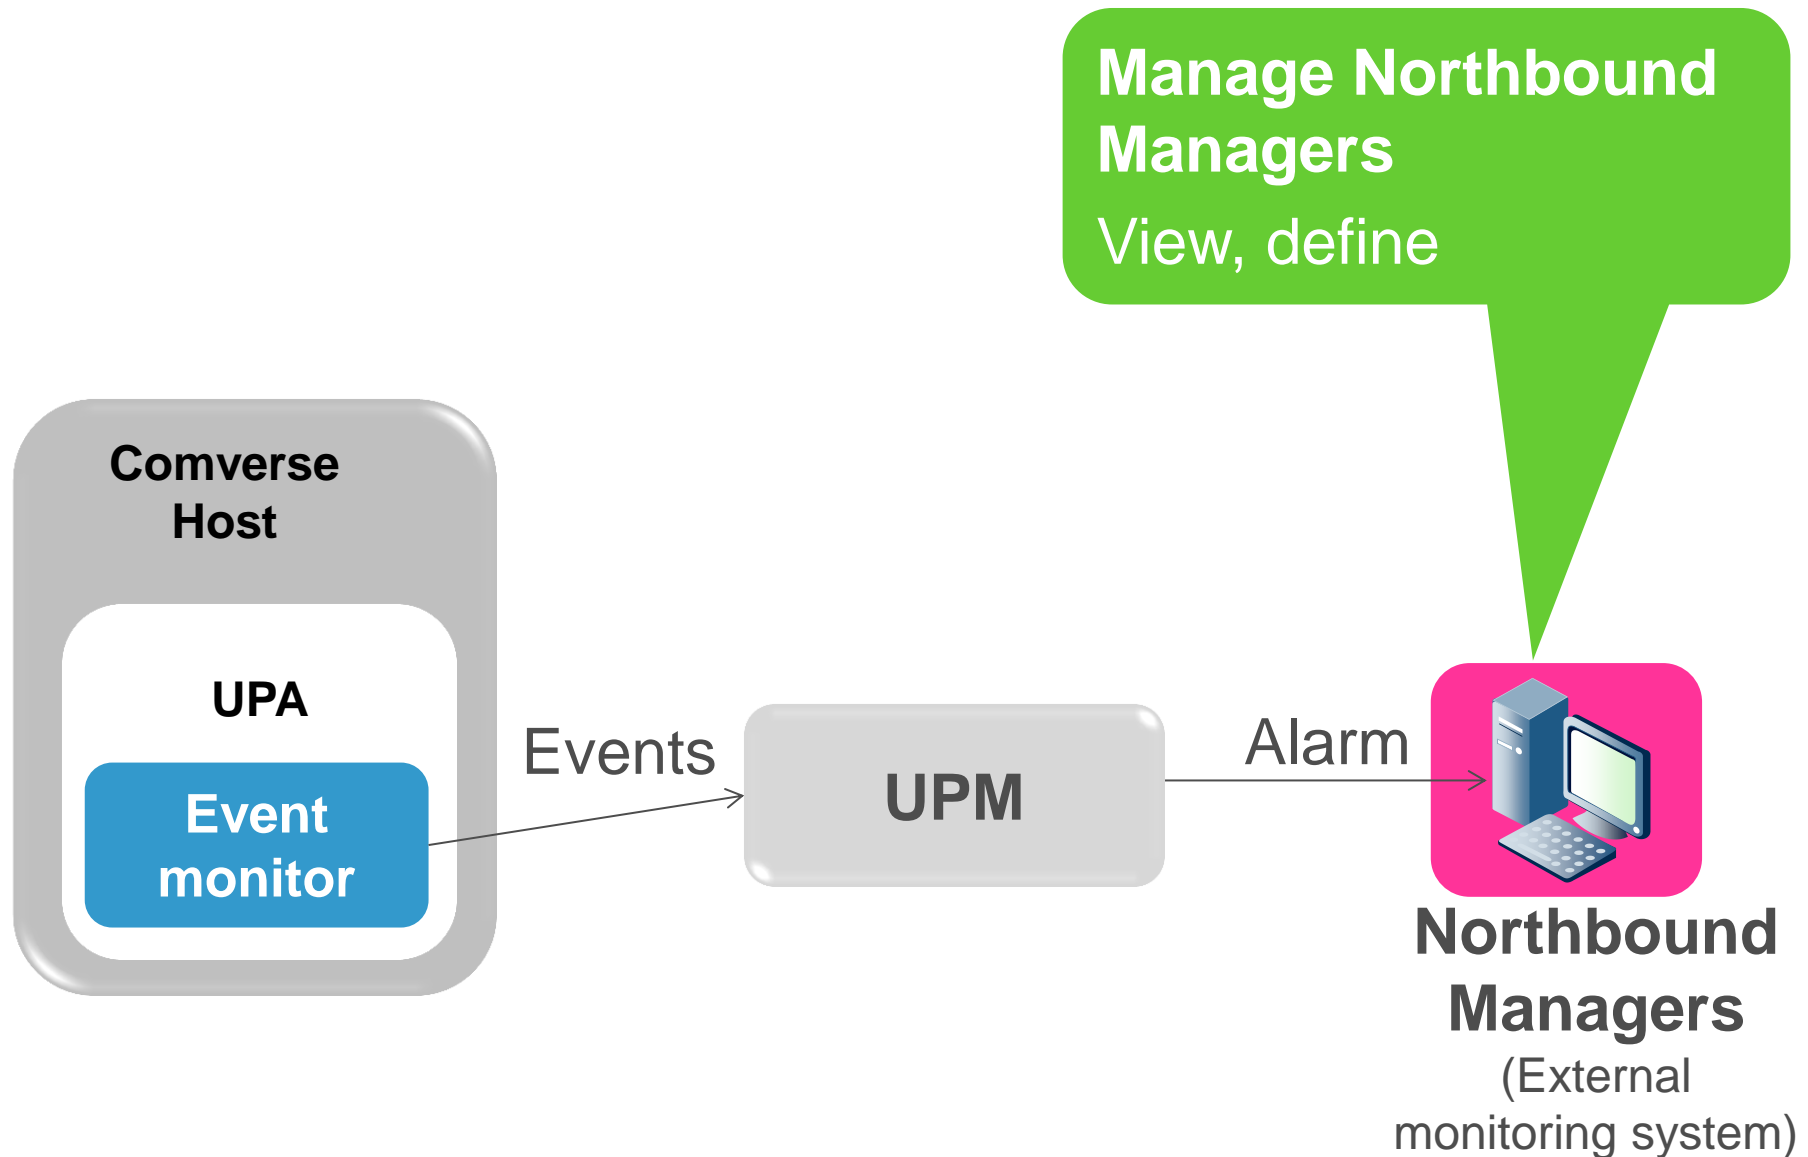 Manage Northbound
Managers
View, define
Comverse
Host
UPA
Event
monitor
Events
UPM
Alarm
Northbound
Managers
(External
monitoring system)